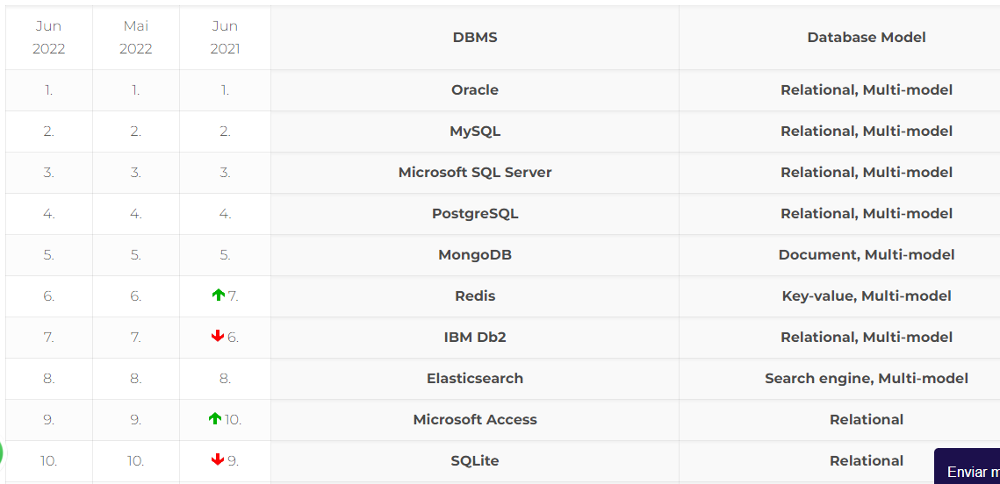 Jun 2022 Mai 2022 Jun 2021 DBMS Database Model
1. 1. 1. Oracle Relational, Multi-model
2. 2. 2. MySQL Relational, Multi-model
3. 3. 3. Microsoft SQL Server Relational, Multi-model
4. 4. 4. PostgreSQL Relational, Multi-model
5. 5. 5. MongoDB Document, Multi-model
6. 6. 7. Redis Key-value, Multi-model
7. 7. 6. IBM Db2 Relational, Multi-model
8. 8. 8. Elasticsearch Search engine, Multi-model
9. 9. 10. Microsoft Access Relational
10. 10. 9. SQLite Relational
Enviar